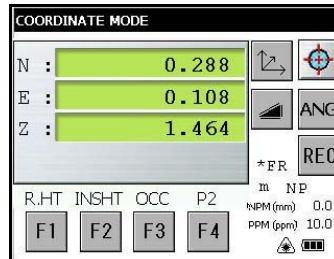 COORDINATE MODE
N : 0.288
E : 0.108
Z : 1.464
ANG
REC
*FR
m NP
R.HT INSHT OCC P2
F1 F2 F3 F4
NPM (mm) 0.0
PPM (ppm) 10.0